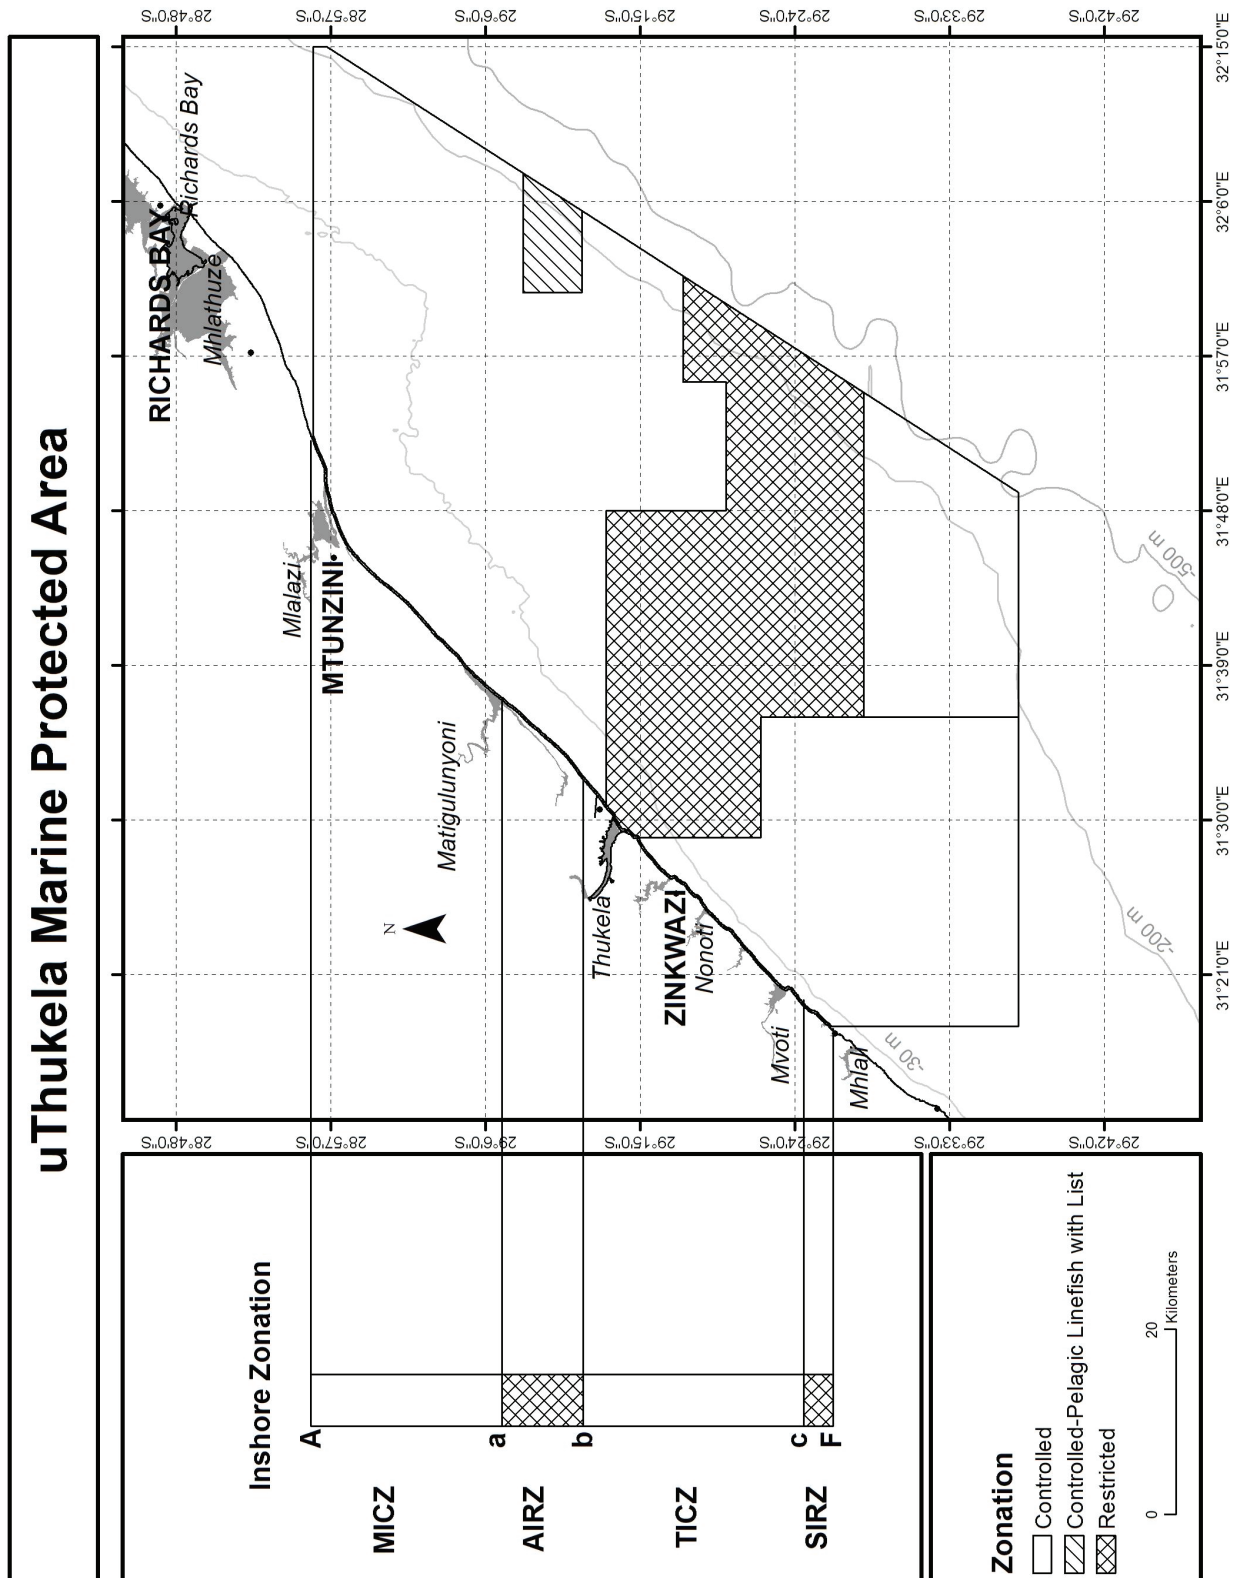 uThukela Marine Protected Area
Inshore Zonation
A
a
b
c
F
MICZ
AIRZ
TICZ
SIRZ
Zonation
Controlled
Controlled-Pelagic Linefish with List
Restricted
0
20
Kilometers
28°48'0"S
28°57'0"S
29°6'0"S
29°15'0"S
29°24'0"S
29°33'0"S
29°42'0"S
RICHARDS BAY
Richards Bay
Mhlathuze
Mlalazi
MTUNZINI
Matigulunyoni
N
Thukela
ZINKWAZI
Nonoti
Mvoti
Mhlali
-30 m
-200 m
-500 m
31°21'0"E
31°30'0"E
31°39'0"E
31°48'0"E
31°57'0"E
32°6'0"E
32°15'0"E